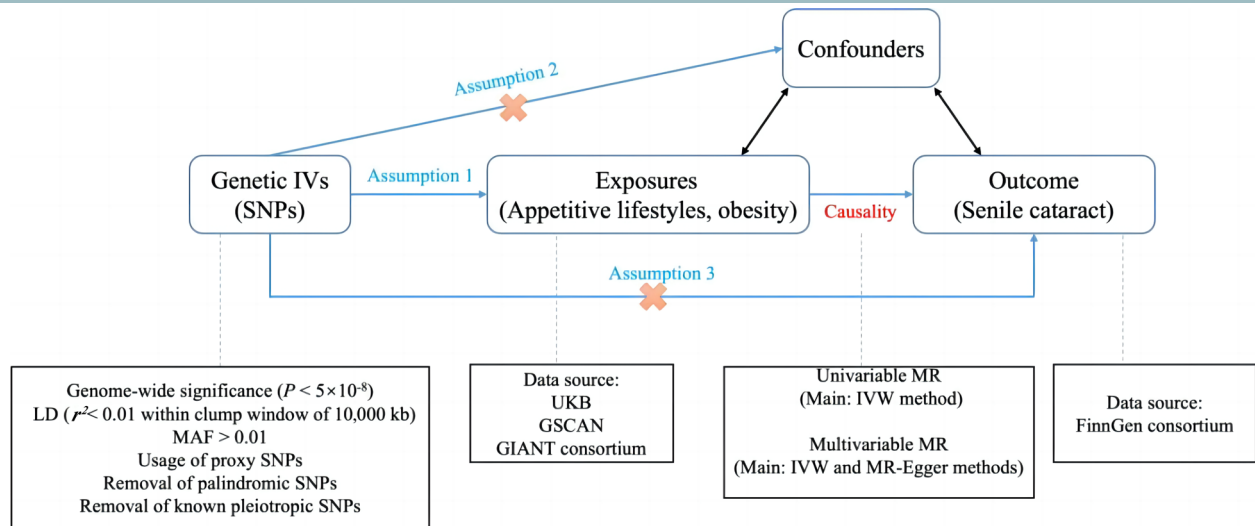 Confounders
Assumption 2
Genetic IVs
(SNPs)
Assumption 1
Exposures
(Appetitive lifestyles, obesity)
Causality
Outcome
(Senile cataract)
Assumption 3
Genome-wide significance (P < 5×10⁻⁸)
LD (r²< 0.01 within clump window of 10,000 kb)
MAF > 0.01
Usage of proxy SNPs
Removal of palindromic SNPs
Removal of known pleiotropic SNPs
Data source:
UKB
GSCAN
GIANT consortium
Univariable MR
(Main: IVW method)
Multivariable MR
(Main: IVW and MR-Egger methods)
Data source:
FinnGen consortium